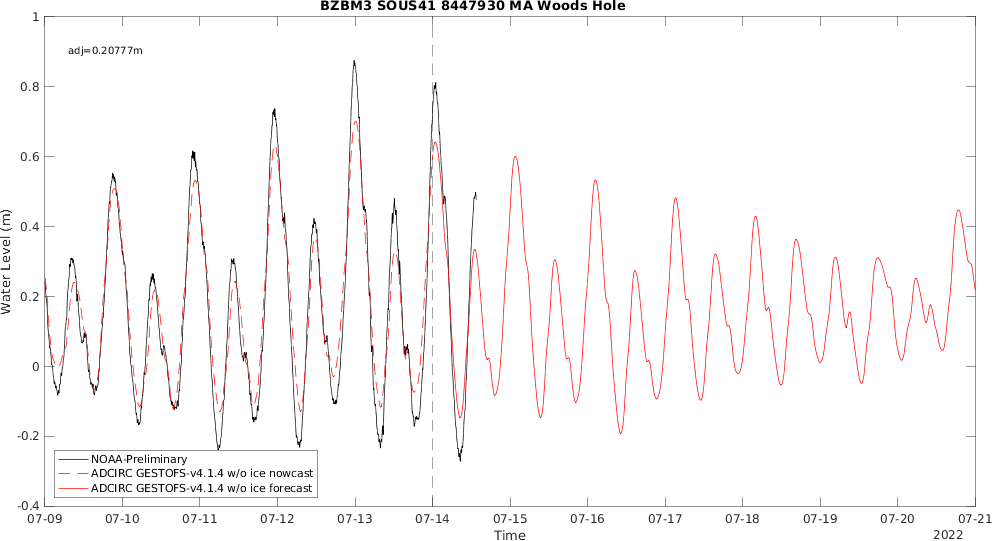 BZBM3 SOUS41 8447930 MA Woods Hole
adj=0.20777m
Water Level (m)
1
0.8
0.6
0.4
0.2
0
-0.2
-0.4
NOAA-Preliminary
ADCIRC GESTOFS-v4.1.4 w/o ice nowcast
ADCIRC GESTOFS-v4.1.4 w/o ice forecast
07-09 07-10 07-11 07-12 07-13 07-14 07-15 07-16 07-17 07-18 07-19 07-20 07-21
Time
2022